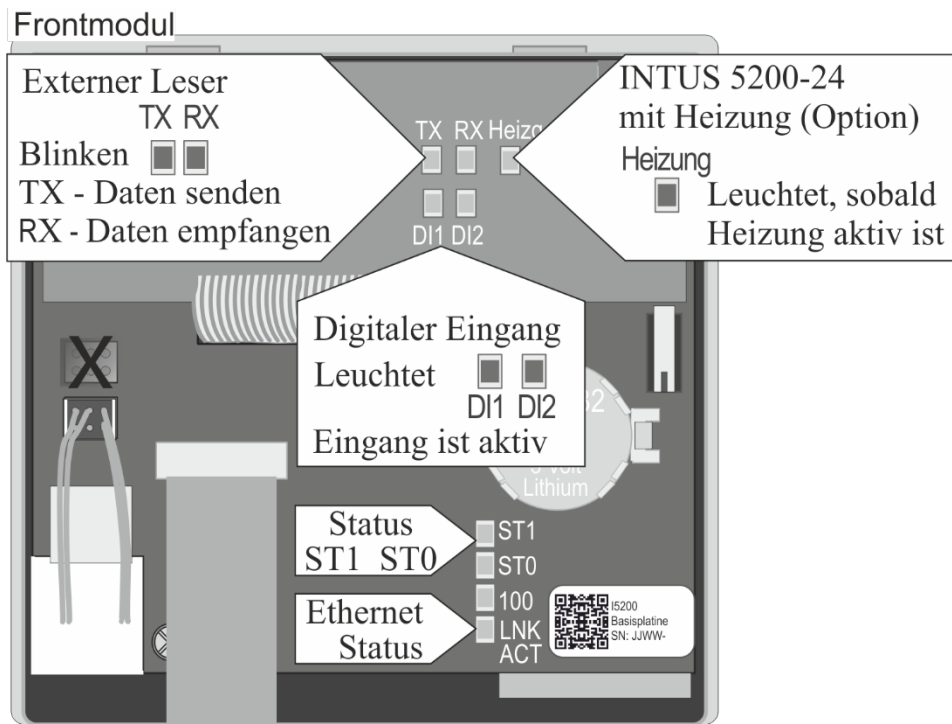 Frontmodul
Externer Leser
TX RX
Blinken
TX - Daten senden
RX - Daten empfangen
TX RX Heizg
DI1 DI2
INTUS 5200-24
mit Heizung (Option)
Heizung
Leuchtet, sobald
Heizung aktiv ist
Digitaler Eingang
Leuchtet
DI1 DI2
Eingang ist aktiv
Lithium
Status
ST1 ST0
ST1
ST0
100
LNK
ACT
Ethernet
Status
I5200
Basisplatine
SN: JJWW-
X